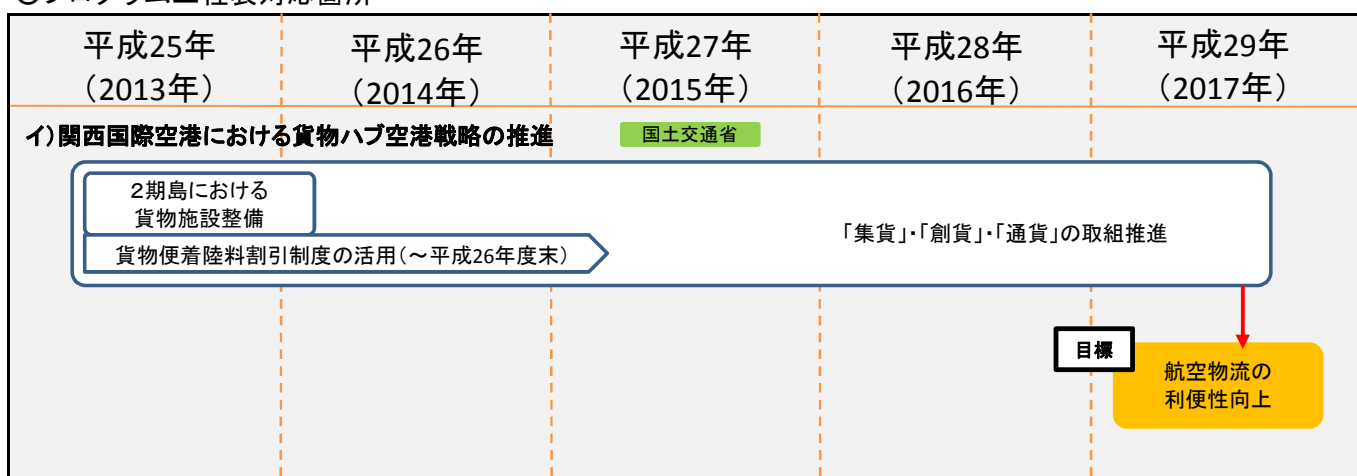 平成25年
(2013年)
平成26年
(2014年)
平成27年
(2015年)
平成28年
(2016年)
平成29年
(2017年)
イ)関西国際空港における貨物ハブ空港戦略の推進
国土交通省
2期島における
貨物施設整備
貨物便着陸料割引制度の活用(~平成26年度末)
「集貨」・「創貨」・「通貨」の取組推進
目標
航空物流の
利便性向上